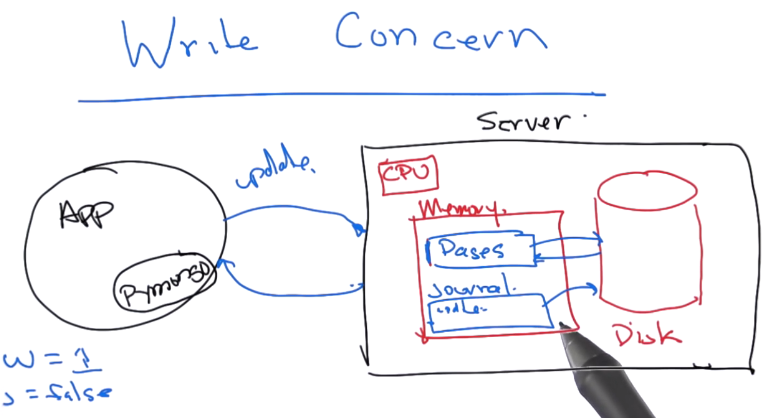 Write Concern
Server
update.
CPU
APP
Memory.
Pages
Pymongo
Journal.
update.
Disk
w = 1
j = false